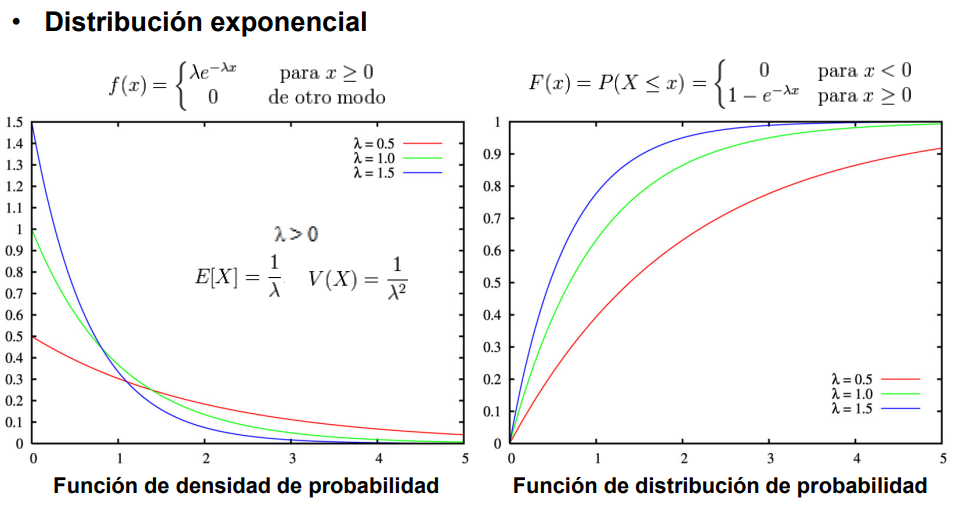 • Distribución exponencial
f(x) = { λe^{-λx} para x ≥ 0
0 de otro modo
F(x) = P(X ≤ x) = { 0 para x < 0
1 − e^{-λx} para x ≥ 0
1.5
1.4
1.3
1.2
1.1
1
0.9
0.8
0.7
0.6
0.5
0.4
0.3
0.2
0.1
0
0 1 2 3 4 5
λ = 0.5
λ = 1.0
λ = 1.5
λ > 0
E[X] = 1/λ V(X) = 1/λ²
Función de densidad de probabilidad
1
0.9
0.8
0.7
0.6
0.5
0.4
0.3
0.2
0.1
0
0 1 2 3 4 5
λ = 0.5
λ = 1.0
λ = 1.5
Función de distribución de probabilidad